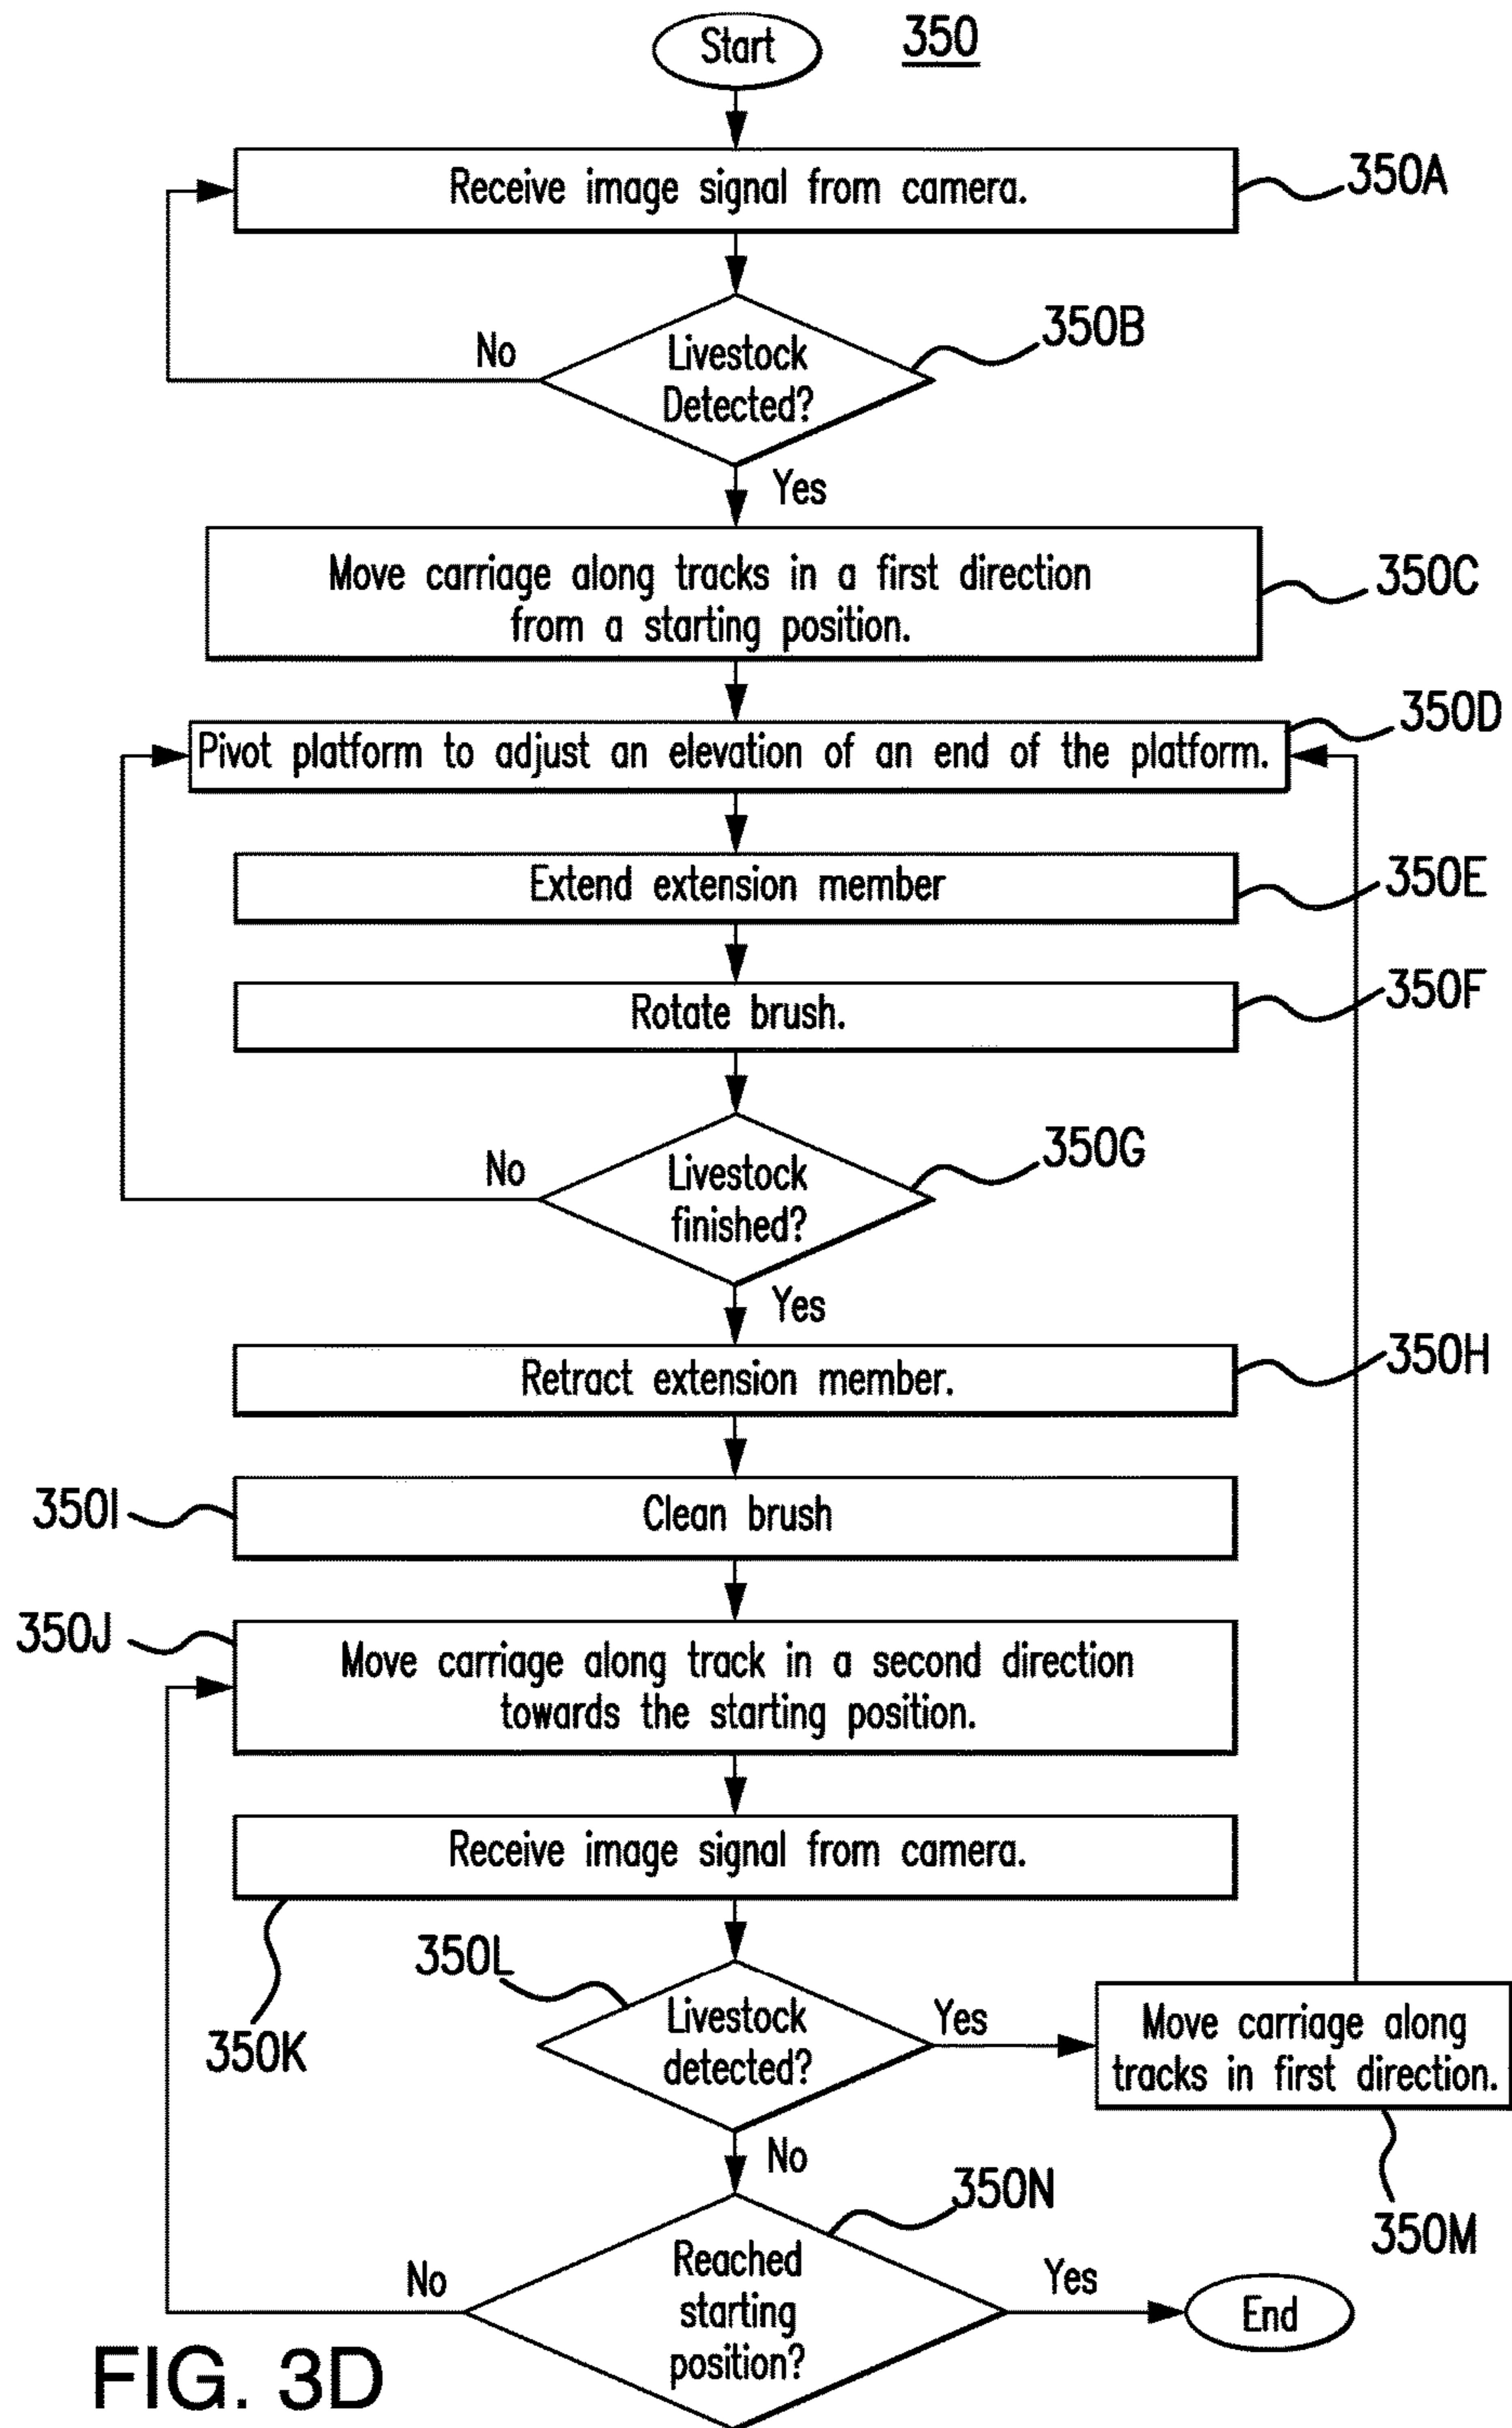 Start
350
Receive image signal from camera.
350A
Livestock
Detected?
350B
No
Yes
Move carriage along tracks in a first direction
from a starting position.
350C
Pivot platform to adjust an elevation of an end of the platform.
350D
Extend extension member
350E
Rotate brush.
350F
Livestock
finished?
350G
No
Yes
Retract extension member.
350H
Clean brush
350I
Move carriage along track in a second direction
towards the starting position.
350J
Receive image signal from camera.
350K
350L
Livestock
detected?
Yes
Move carriage along
tracks in first direction.
350M
No
350N
Reached
starting
position?
No
Yes
End
FIG. 3D